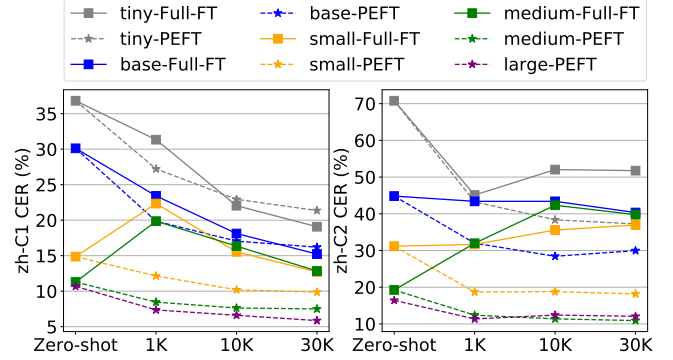 tiny-Full-FT base-PEFT medium-Full-FT
tiny-PEFT small-Full-FT medium-PEFT
base-Full-FT small-PEFT large-PEFT
zh-C1 CER (%)
35
30
25
20
15
10
5
Zero-shot 1K 10K 30K
zh-C2 CER (%)
70
60
50
40
30
20
10
Zero-shot 1K 10K 30K